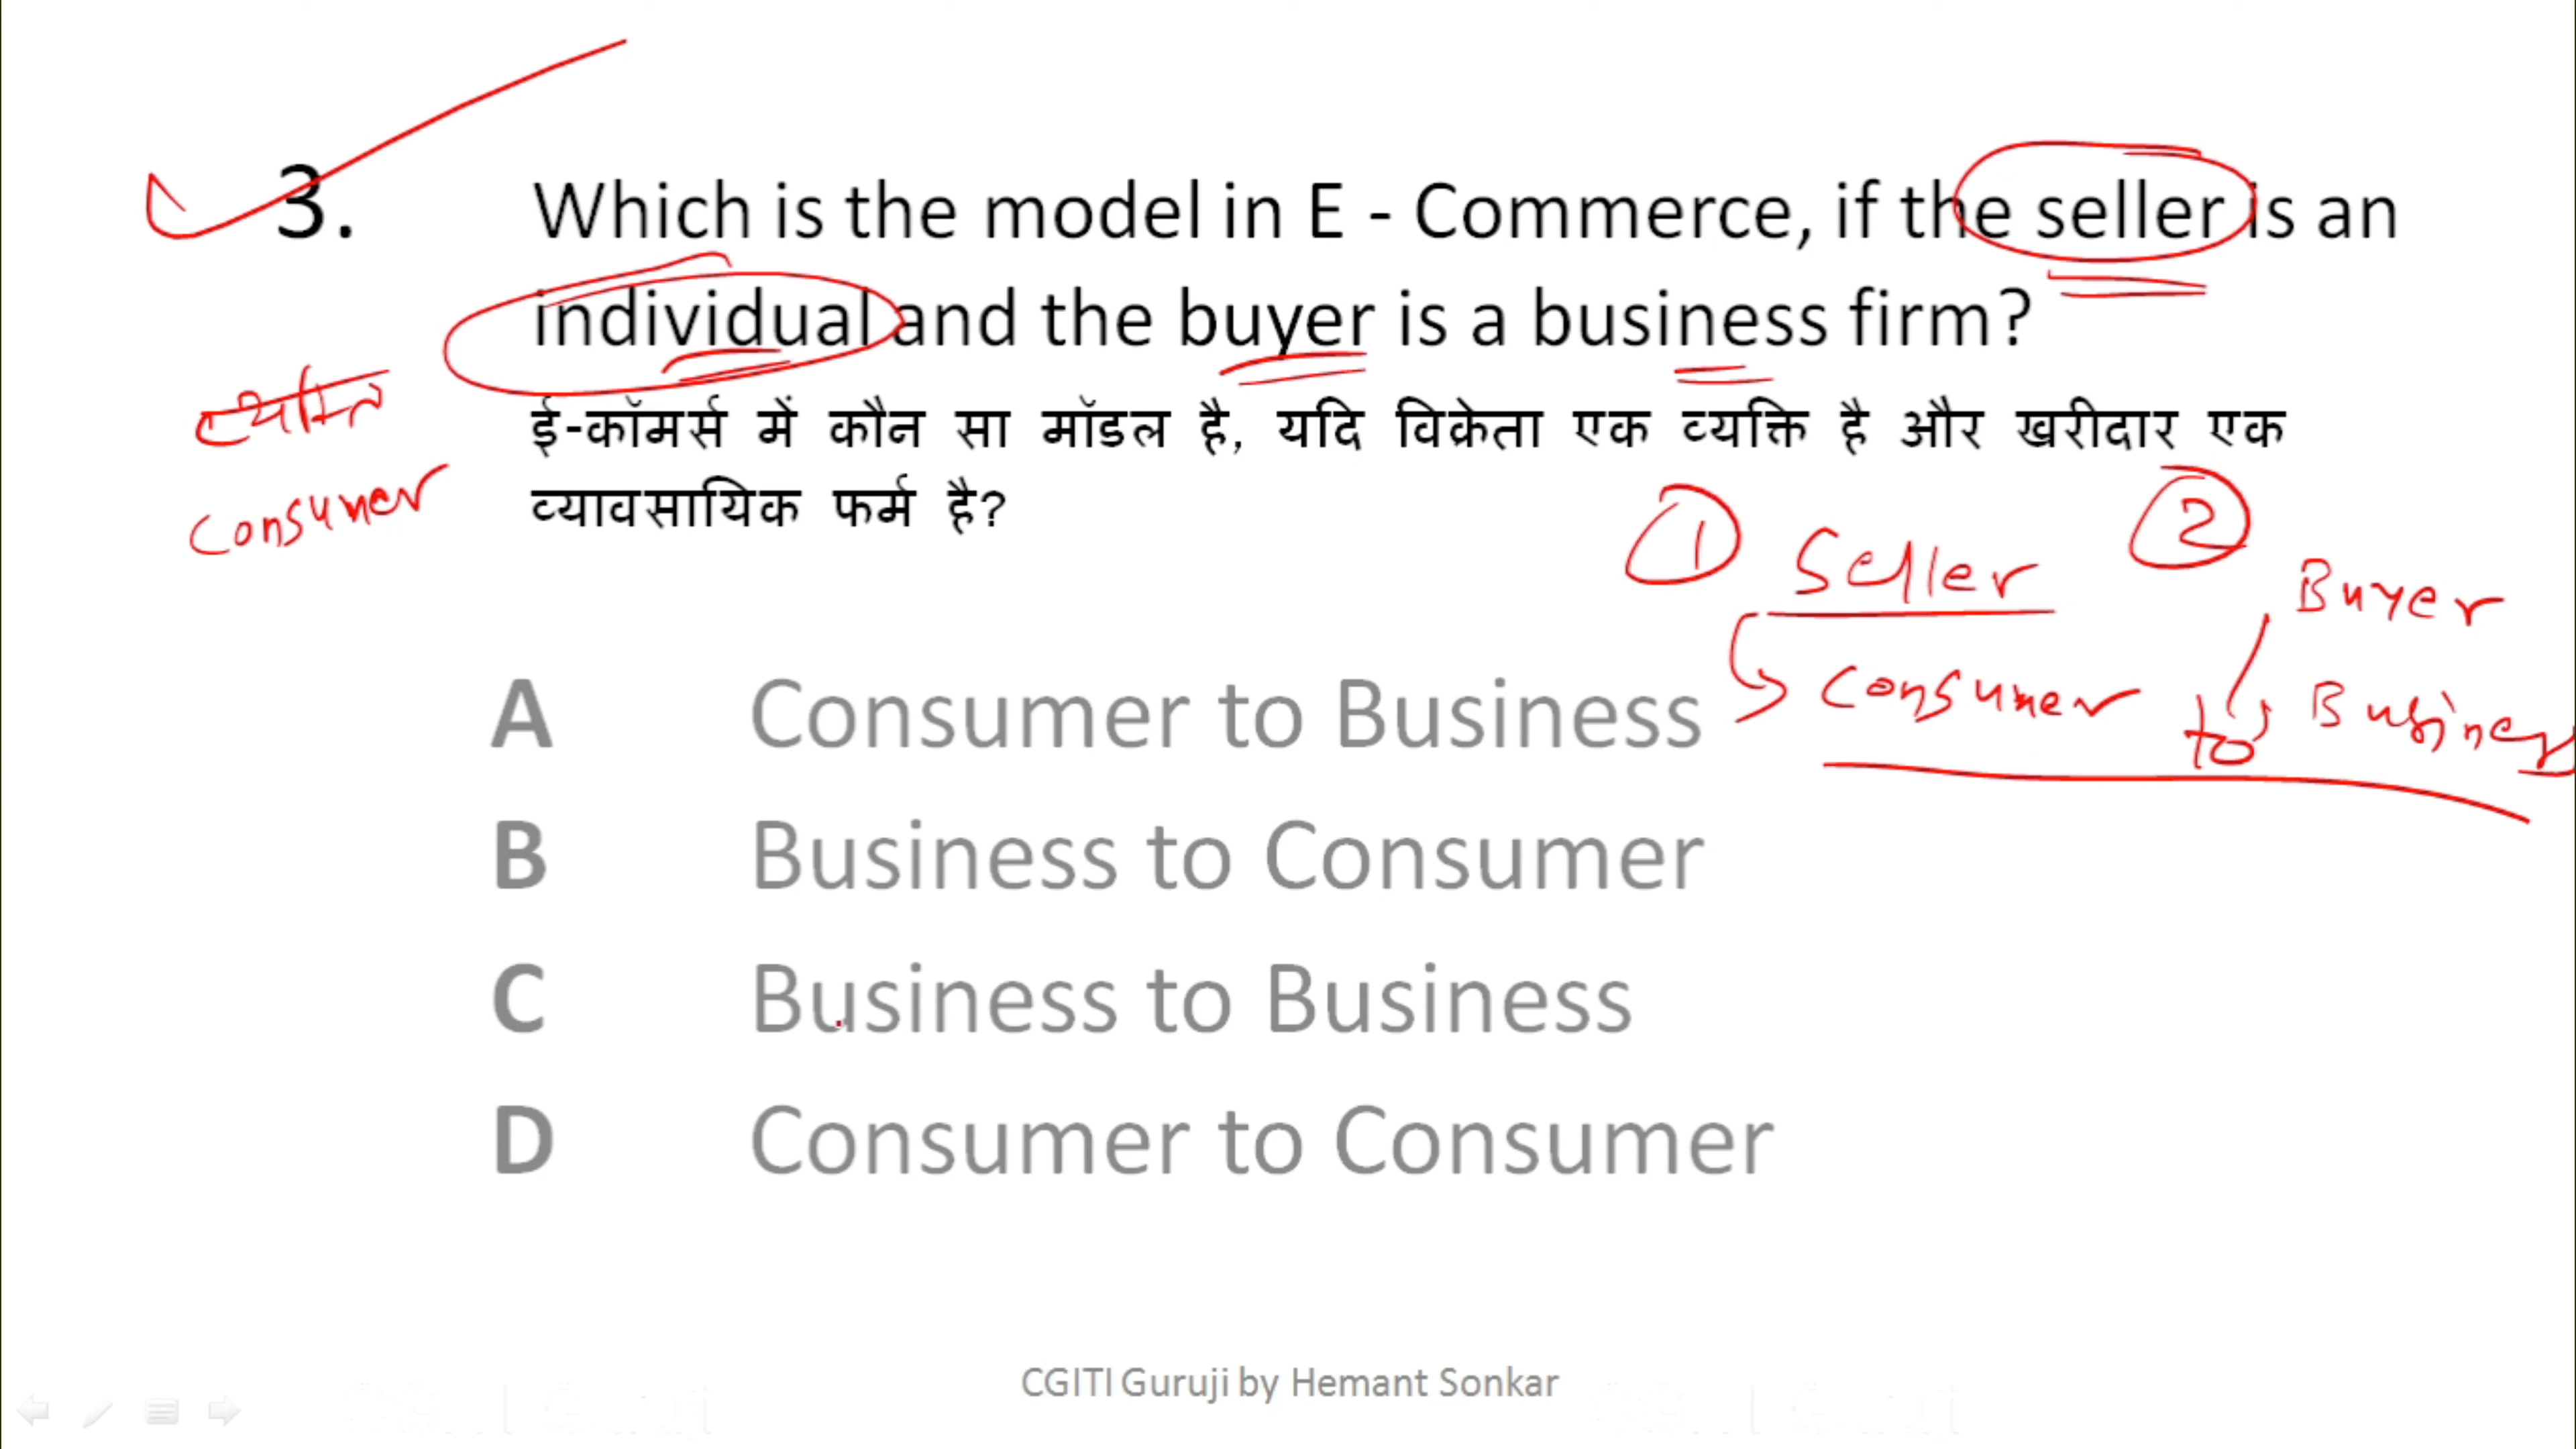 3. Which is the model in E - Commerce, if the seller is an
individual and the buyer is a business firm?
व्यक्ति
ई-कॉमर्स में कौन सा मॉडल है, यदि विक्रेता एक व्यक्ति है और खरीदार एक
Consumer
व्यावसायिक फर्म है?
1 Seller
2 Buyer
Consumer to Business
A Consumer to Business
B Business to Consumer
C Business to Business
D Consumer to Consumer
CGITI Guruji by Hemant Sonkar